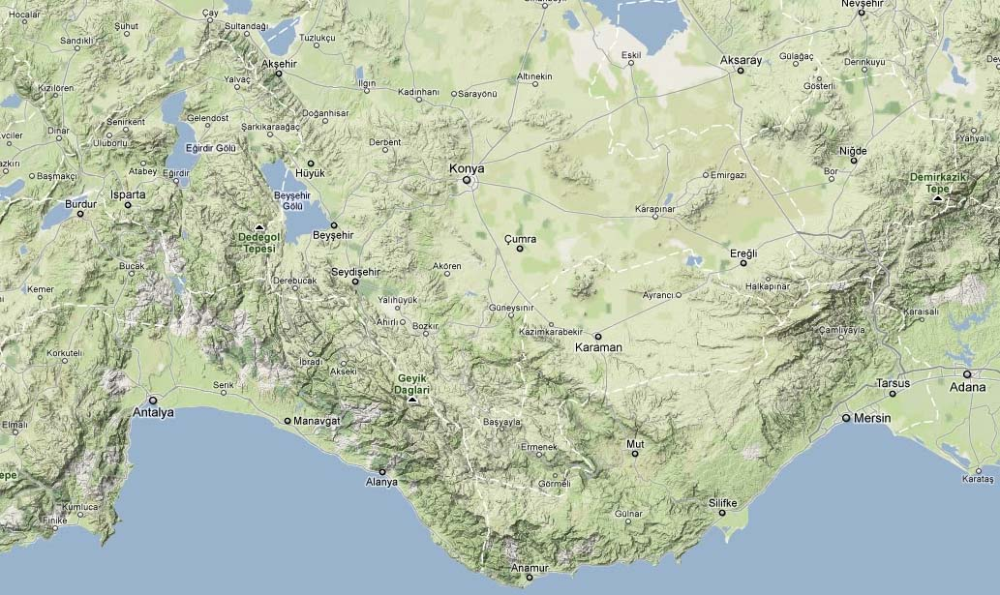 Hocalar
Çay
Nevşehir
Şuhut
Sultandağı
Sandıklı
Tuzlukçu
Eskil
Aksaray
Gülağaç
Derinkuyu
Akşehir
Yalvaç
Ilgın
Altınekin
Kızılören
Kadınhanı
Sarayönü
Gösterli
Senirkent
Gelendost
Doğanhisar
Şarkikaraağaç
Dinar
Uluborlu
Yahyalı
Eğirdir Gölü
Derbent
Niğde
Atabey
Eğirdir
Hüyük
Konya
Emirgazi
Bor
Başmakçı
Demirkazik
Tepe
Isparta
Beyşehir
Gölü
Burdur
Karapınar
Dedegol
Tepesi
Beyşehir
Çumra
Bucak
Seydişehir
Akören
Ereğli
Derebucak
Halkapınar
Kemer
Yalıhüyük
Ayrancı
Güneysınır
Karaisalı
Ahırlı
Bozkır
Kazımkarabekir
Çamlıyayla
Karaman
Korkuteli
İbradı
Akseki
Geyik
Daglari
Serik
Tarsus
Adana
Antalya
Manavgat
Başyayla
Mersin
Elmalı
Ermenek
Mut
Karataş
Alanya
Görmeli
Kumluca
Silifke
Finike
Gülnar
Anamur